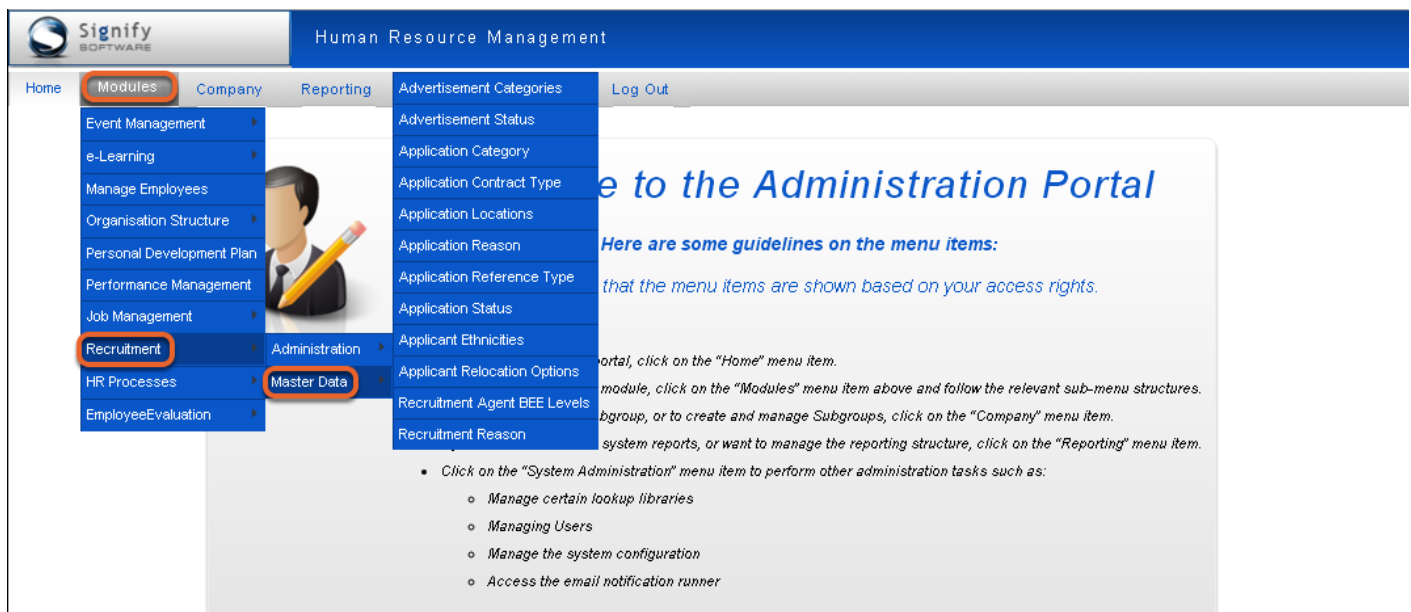 Signify
SOFTWARE
Human Resource Management
Home
Modules
Company
Reporting
Log Out
Event Management
e-Learning
Manage Employees
Organisation Structure
Personal Development Plan
Performance Management
Job Management
Recruitment
HR Processes
EmployeeEvaluation
Administration
Master Data
Advertisement Categories
Advertisement Status
Application Category
Application Contract Type
Application Locations
Application Reason
Application Reference Type
Application Status
Applicant Ethnicities
Applicant Relocation Options
Recruitment Agent BEE Levels
Recruitment Reason
e to the Administration Portal
Here are some guidelines on the menu items:
that the menu items are shown based on your access rights.
portal, click on the "Home" menu item.
module, click on the "Modules" menu item above and follow the relevant sub-menu structures.
bgroup, or to create and manage Subgroups, click on the "Company" menu item.
system reports, or want to manage the reporting structure, click on the "Reporting" menu item.
• Click on the "System Administration" menu item to perform other administration tasks such as:
o Manage certain lookup libraries
o Managing Users
o Manage the system configuration
o Access the email notification runner